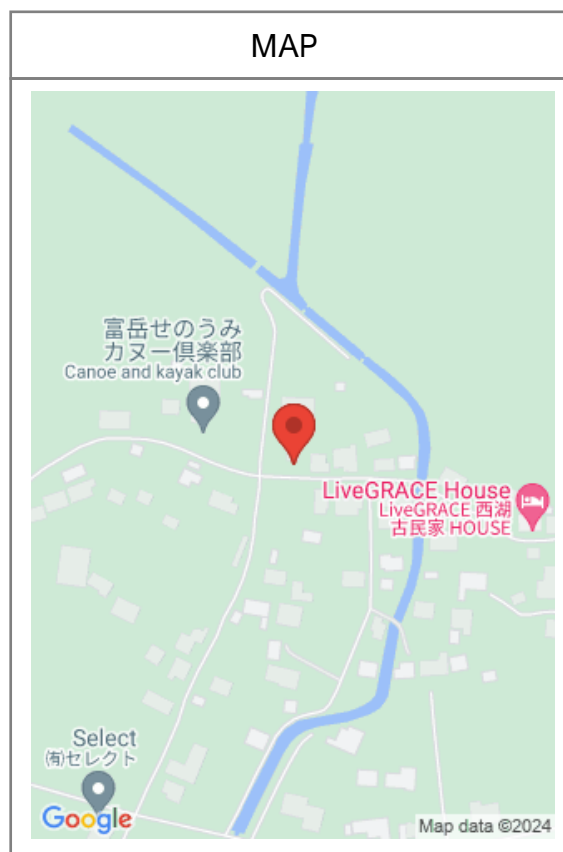 MAP
富岳せのうみ
カヌー倶楽部
Canoe and kayak club
LiveGRACE House
LiveGRACE 西湖
古民家 HOUSE
Select
㈲セレクト
Google
Map data ©2024